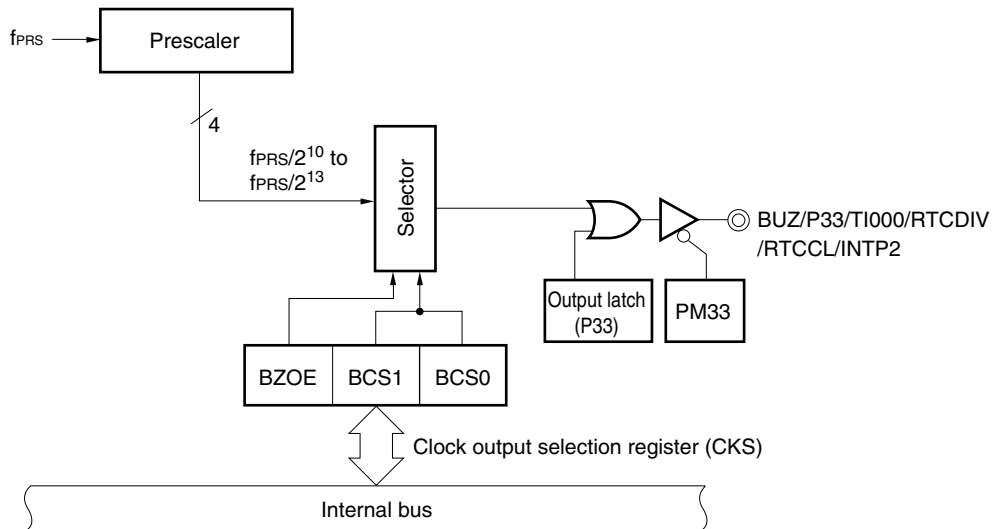 fPRS
Prescaler
4
fPRS/2¹⁰ to
fPRS/2¹³
Selector
BUZ/P33/TI000/RTCDIV
/RTCCL/INTP2
Output latch
(P33)
PM33
BZOE
BCS1
BCS0
Clock output selection register (CKS)
Internal bus